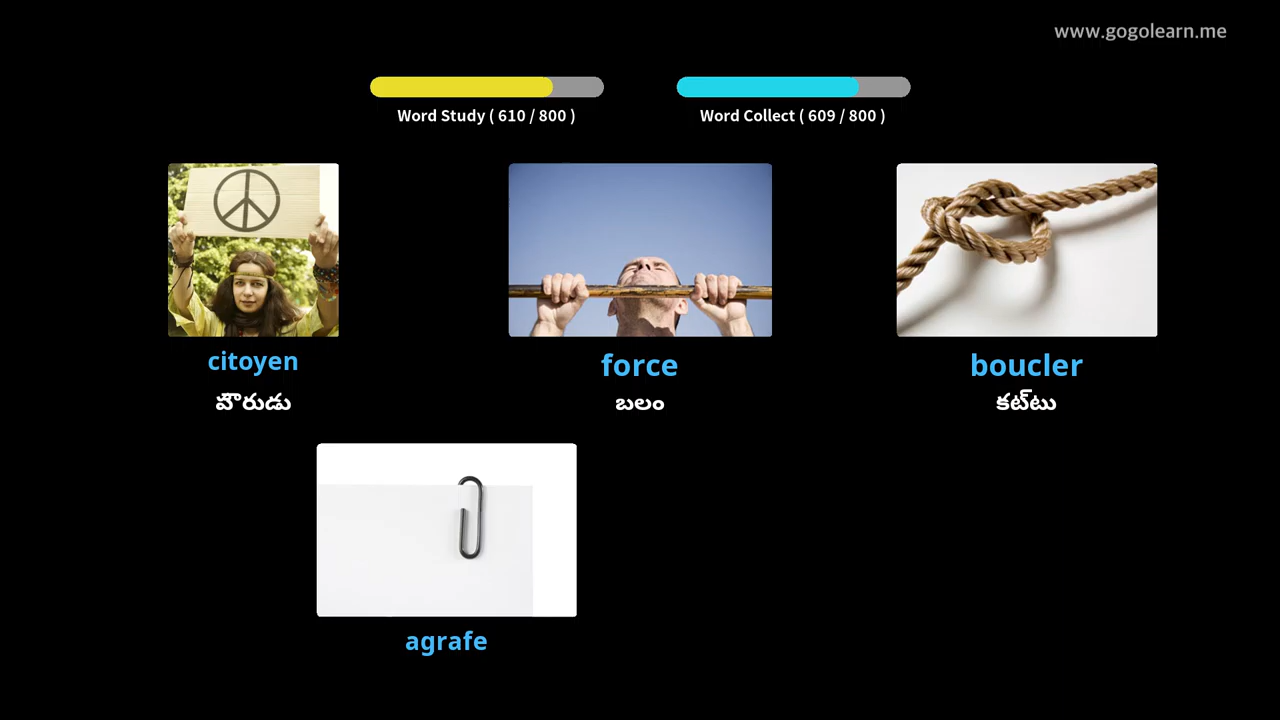 www.gogolearn.me
Word Study ( 610 / 800 )
Word Collect ( 609 / 800 )
citoyen
force
boucler
పౌరుడు
బలం
కట్టు
agrafe